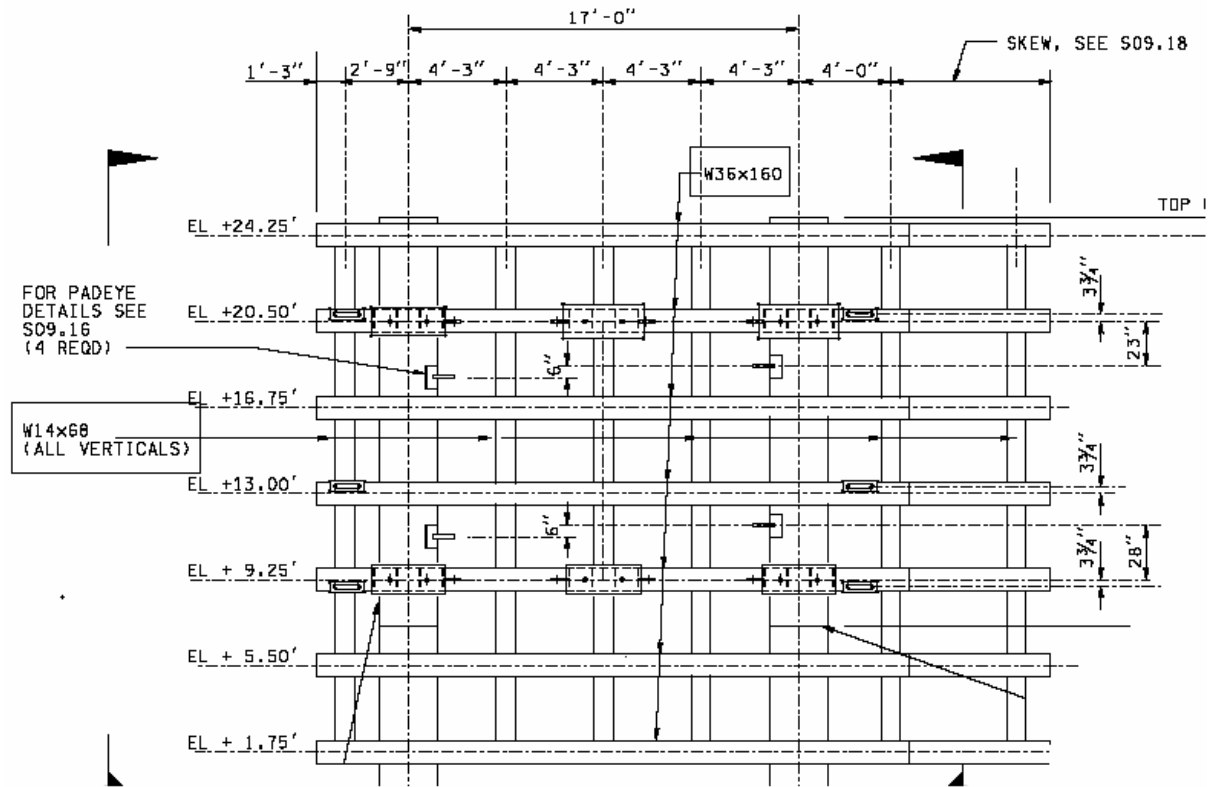 17'-0"
SKEW, SEE S09.18
1'-3" 2'-9" 4'-3" 4'-3" 4'-3" 4'-3" 4'-0"
W36x160
TOP
EL +24.25'
3¾"
FOR PADEYE
DETAILS SEE
S09.16
(4 REQD)
EL +20.50'
23"
6"
EL +16.75'
W14x68
(ALL VERTICALS)
3¾"
EL +13.00'
6"
3¾"
28"
EL + 9.25'
EL + 5.50'
EL + 1.75'